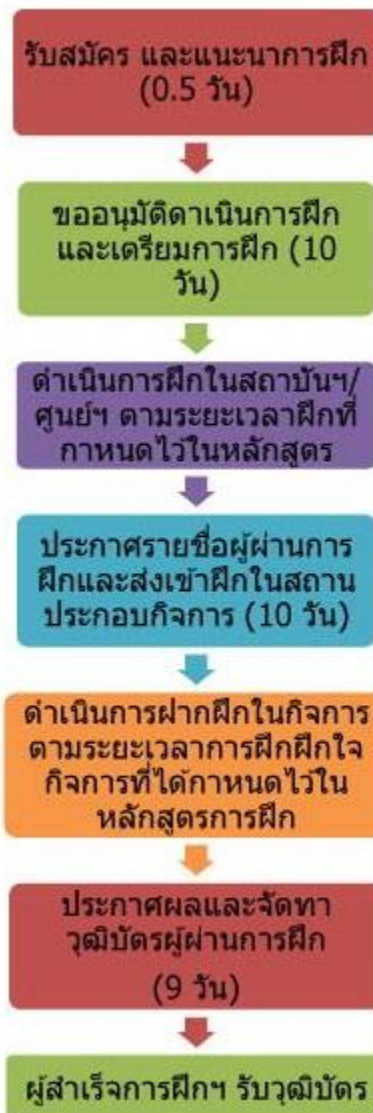 รับสมัคร และแนะนาการฝึก
(0.5 วัน)
ขออนุมัติดาเนินการฝึก
และเตรียมการฝึก (10
วัน)
ดำเนินการฝึกในสถาบันฯ/
ศูนย์ฯ ตามระยะเวลาฝึกที่
กาหนดไว้ในหลักสูตร
ประกาศรายชื่อผู้ผ่านการ
ฝึกและส่งเข้าฝึกในสถาน
ประกอบกิจการ (10 วัน)
ดำเนินการฝากฝึกในกิจการ
ตามระยะเวลาการฝึกฝึกใจ
กิจการที่ได้กาหนดไว้ใน
หลักสูตรการฝึก
ประกาศผลและจัดทา
วุฒิบัตรผู้ผ่านการฝึก
(9 วัน)
ผู้สำเร็จการฝึกฯ รับวุฒิบัตร